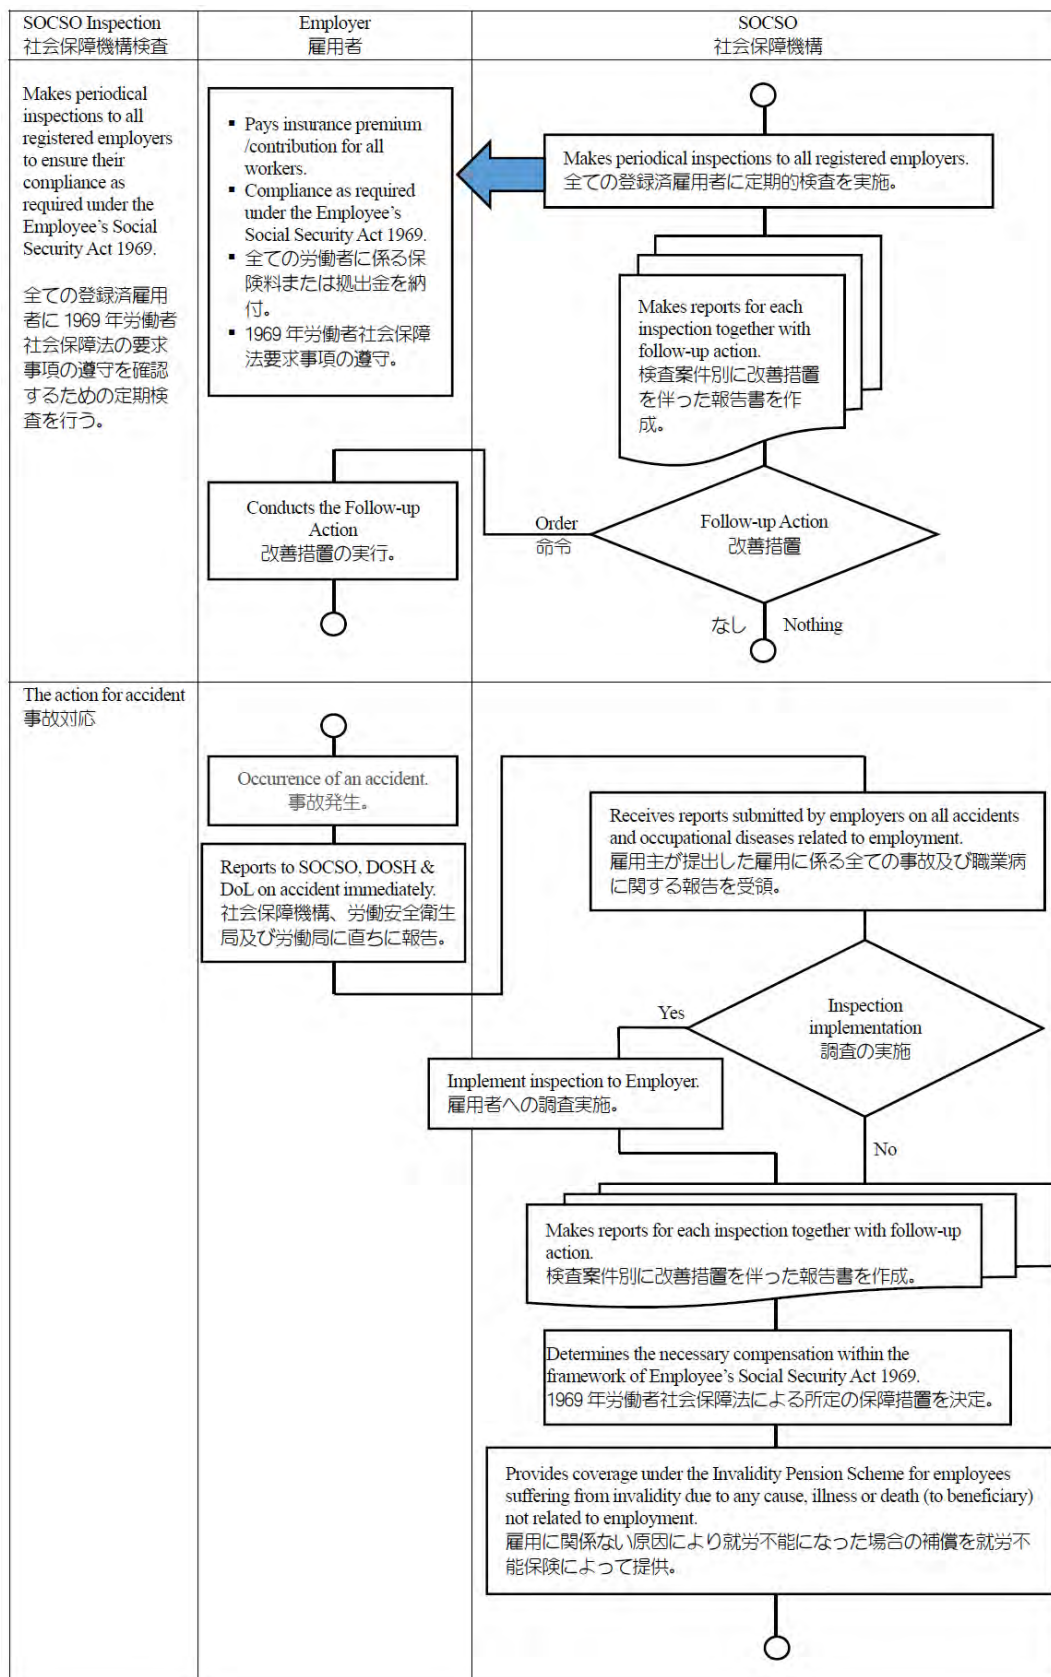 SOCSO Inspection
社会保障機構検査
Employer
雇用者
SOCSO
社会保障機構
Makes periodical
inspections to all
registered employers
to ensure their
compliance as
required under the
Employee's Social
Security Act 1969.
全ての登録済雇用
者に 1969 年労働者
社会保障法の要求
事項の遵守を確認
するための定期検
査を行う。
▪ Pays insurance premium
/contribution for all
workers.
▪ Compliance as required
under the Employee's
Social Security Act 1969.
▪ 全ての労働者に係る保
険料または拠出金を納
付。
▪ 1969 年労働者社会保障
法要求事項の遵守。
Makes periodical inspections to all registered employers.
全ての登録済雇用者に定期的検査を実施。
Makes reports for each
inspection together with
follow-up action.
検査案件別に改善措置
を伴った報告書を作
成。
Follow-up Action
改善措置
Order
命令
Conducts the Follow-up
Action
改善措置の実行。
なし Nothing
The action for accident
事故対応
Occurrence of an accident.
事故発生。
Reports to SOCSO, DOSH &
DoL on accident immediately.
社会保障機構、労働安全衛生
局及び労働局に直ちに報告。
Receives reports submitted by employers on all accidents
and occupational diseases related to employment.
雇用主が提出した雇用に係る全ての事故及び職業病
に関する報告を受領。
Inspection
implementation
調査の実施
Yes
Implement inspection to Employer.
雇用者への調査実施。
No
Makes reports for each inspection together with follow-up
action.
検査案件別に改善措置を伴った報告書を作成。
Determines the necessary compensation within the
framework of Employee's Social Security Act 1969.
1969 年労働者社会保障法による所定の保障措置を決定。
Provides coverage under the Invalidity Pension Scheme for employees
suffering from invalidity due to any cause, illness or death (to beneficiary)
not related to employment.
雇用に関係ない原因により就労不能になった場合の補償を就労不
能保険によって提供。